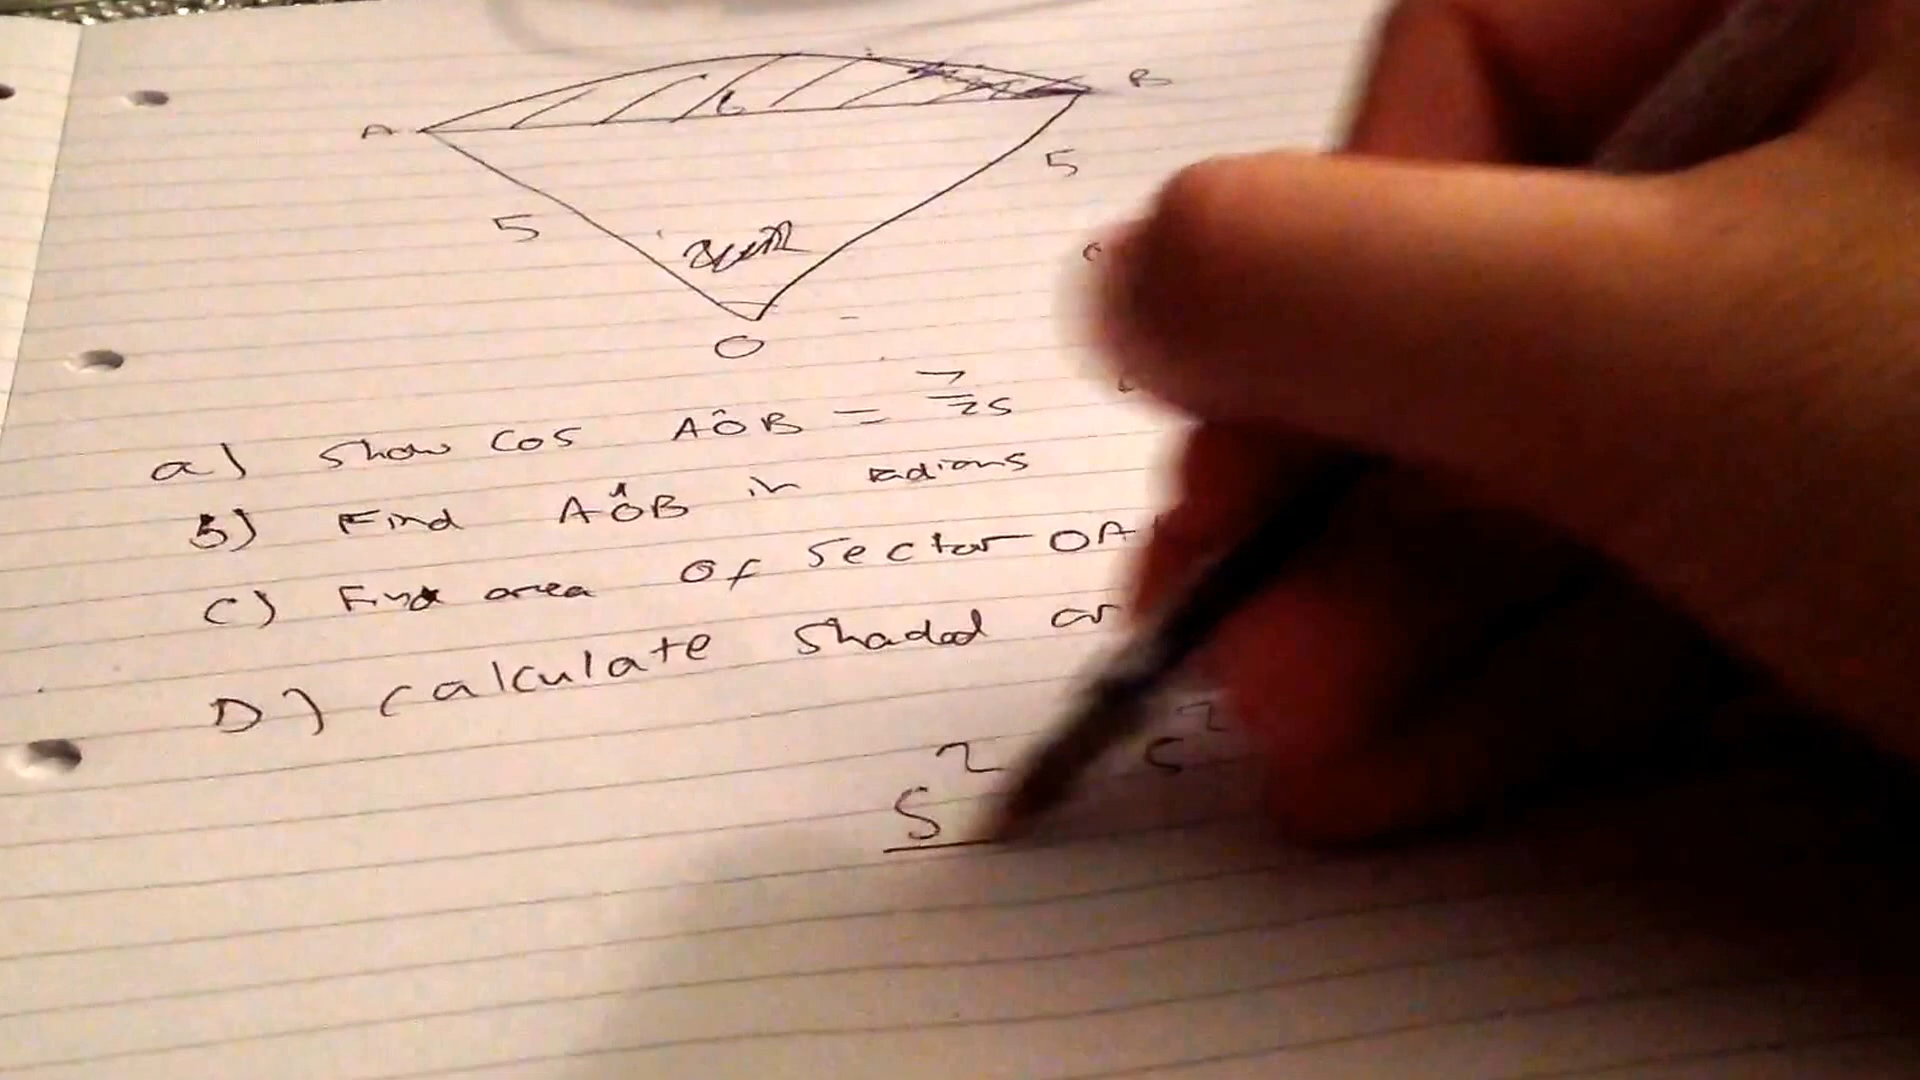 A B
6
5 5
O
a) Show cos AÔB = 7/25
B) Find AÔB in radians
C) Find area of sector OA
D) Calculate shaded ar
5² 5²